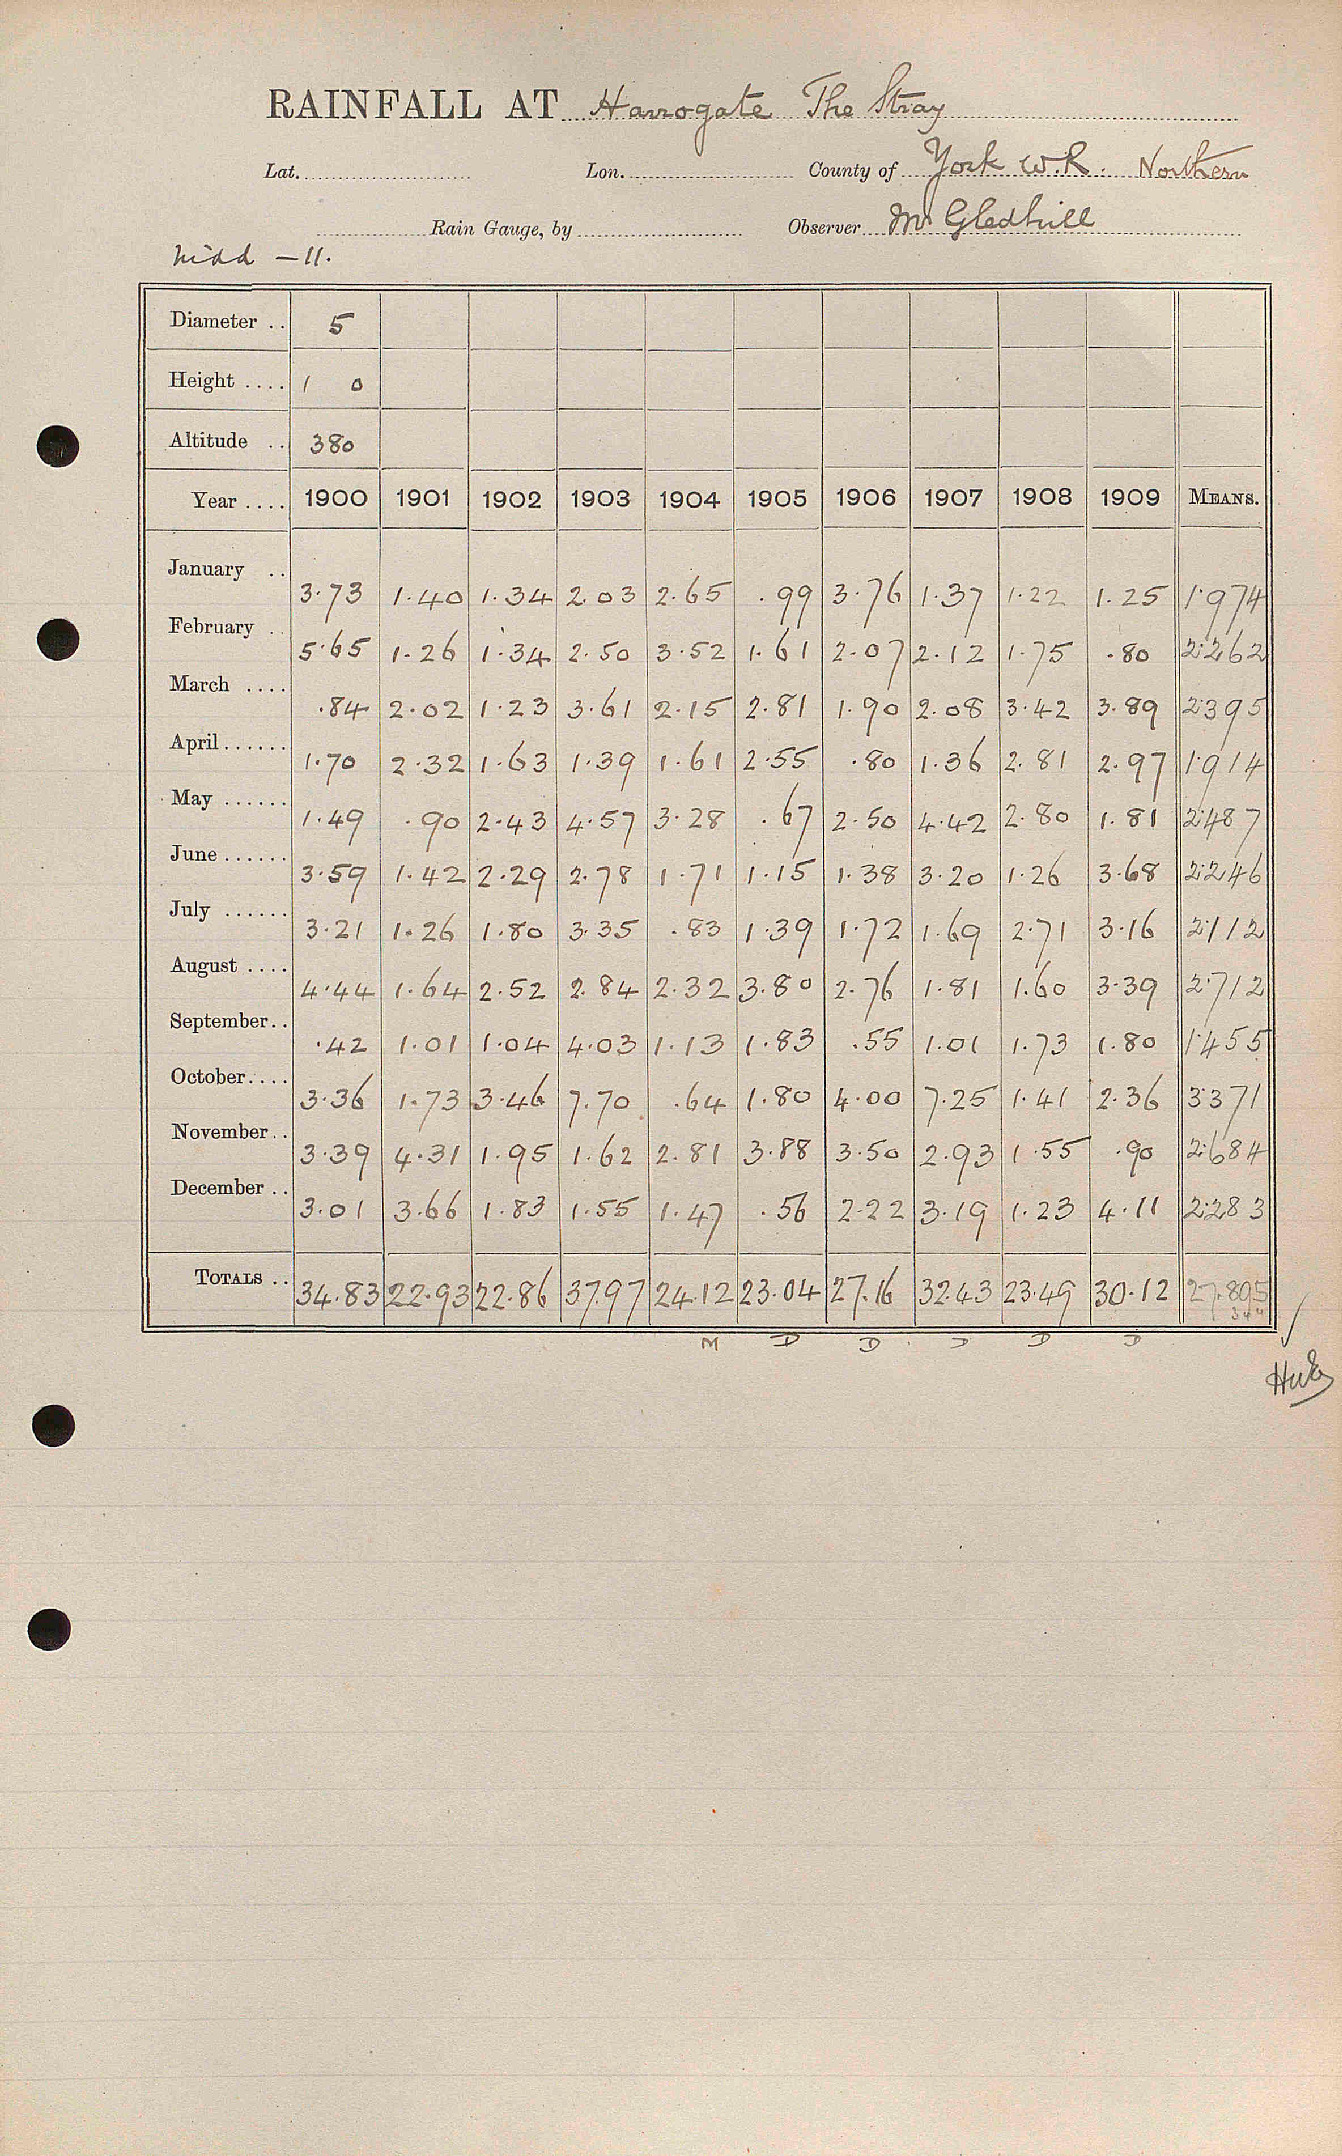 RAINFALL AT Harrogate The Stray
Lat. Lon. County of York W.R. Northern
Rain Gauge, by Observer Mr Gledhill
Nidd — 11.
Diameter .. 5
Height .... 1 0
Altitude .. 380
Year .... 1900 1901 1902 1903 1904 1905 1906 1907 1908 1909 MEANS.
January .. 3.73 1.40 1.34 2.03 2.65 .99 3.76 1.37 1.22 1.25 1.974
February .. 5.65 1.26 1.34 2.50 3.52 1.61 2.07 2.12 1.75 .80 2.262
March .... .84 2.02 1.23 3.61 2.15 2.81 1.90 2.08 3.42 3.89 2.395
April ...... 1.70 2.32 1.63 1.39 1.61 2.55 .80 1.36 2.81 2.97 1.914
May ...... 1.49 .90 2.43 4.57 3.28 .67 2.50 4.42 2.80 1.81 2.487
June ...... 3.59 1.42 2.29 2.78 1.71 1.15 1.38 3.20 1.26 3.68 2.246
July ...... 3.21 1.26 1.80 3.35 .83 1.39 1.72 1.69 2.71 3.16 2.112
August .... 4.44 1.64 2.52 2.84 2.32 3.80 2.76 1.81 1.60 3.39 2.712
September .. .42 1.01 1.04 4.03 1.13 1.83 .55 1.01 1.73 1.80 1.455
October .... 3.36 1.73 3.46 7.70 .64 1.80 4.00 7.25 1.41 2.36 3.371
November .. 3.39 4.31 1.95 1.62 2.81 3.88 3.50 2.93 1.55 .90 2.684
December .. 3.01 3.66 1.83 1.55 1.47 .56 2.22 3.19 1.23 4.11 2.283
TOTALS .. 34.83 22.93 22.86 37.97 24.12 23.04 27.16 32.43 23.49 30.12 27.895
M D D D D D